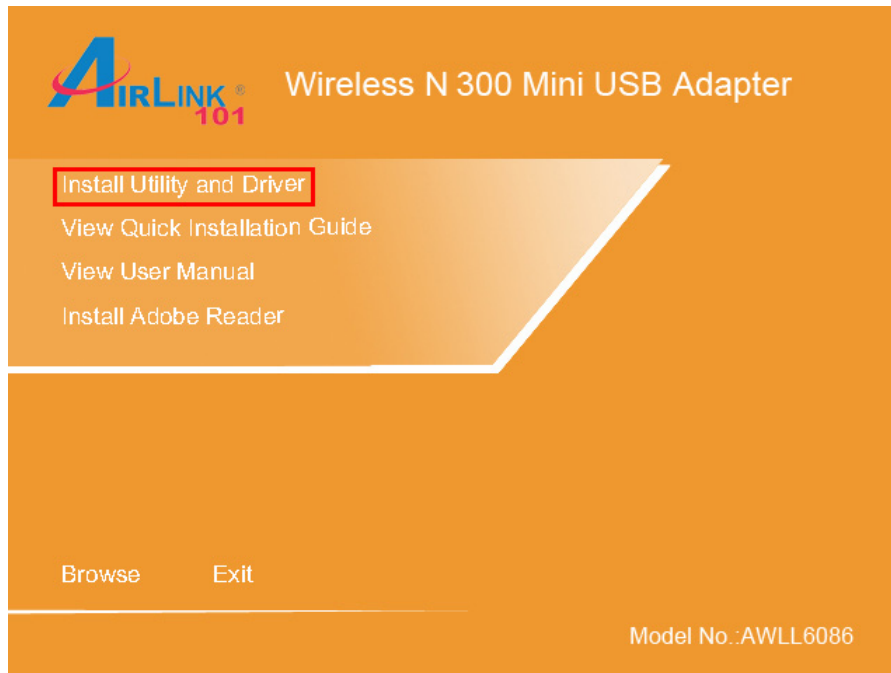 AIRLINK®
101
Wireless N 300 Mini USB Adapter
Install Utility and Driver
View Quick Installation Guide
View User Manual
Install Adobe Reader
Browse Exit
Model No.:AWLL6086